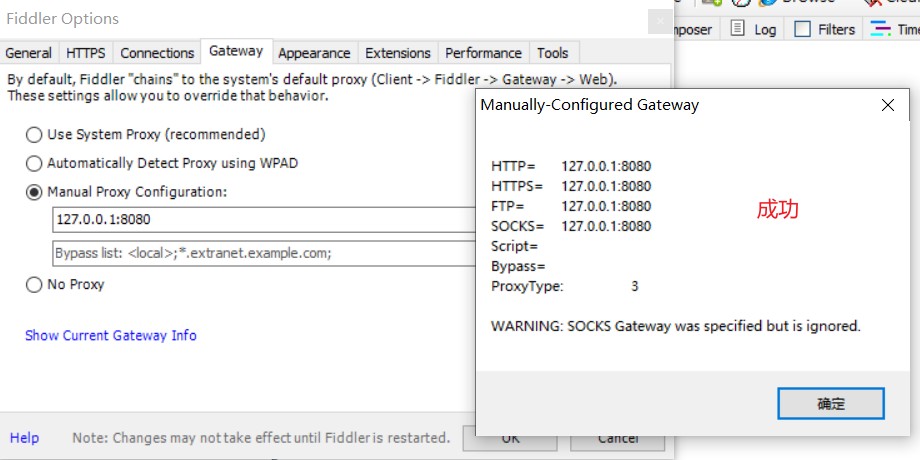 Fiddler Options
General HTTPS Connections Gateway Appearance Extensions Performance Tools
By default, Fiddler "chains" to the system's default proxy (Client -> Fiddler -> Gateway -> Web).
These settings allow you to override that behavior.
Use System Proxy (recommended)
Automatically Detect Proxy using WPAD
Manual Proxy Configuration:
127.0.0.1:8080
Bypass list: <local>;*.extranet.example.com;
No Proxy
Show Current Gateway Info
Help
Note: Changes may not take effect until Fiddler is restarted.
OK
Cancel
Log Filters
Manually-Configured Gateway
HTTP= 127.0.0.1:8080
HTTPS= 127.0.0.1:8080
FTP= 127.0.0.1:8080
SOCKS= 127.0.0.1:8080
Script=
Bypass=
ProxyType: 3
成功
WARNING: SOCKS Gateway was specified but is ignored.
确定